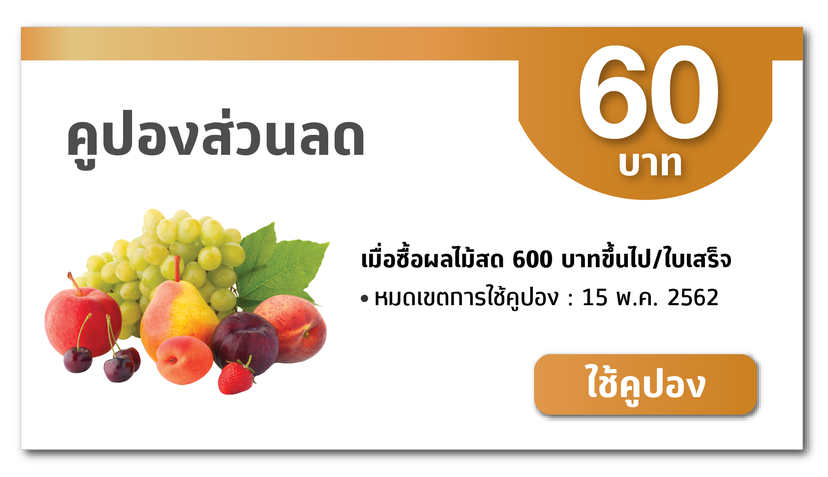 60
บาท
คูปองส่วนลด
เมื่อซื้อผลไม้สด 600 บาทขึ้นไป/ใบเสร็จ
• หมดเขตการใช้คูปอง : 15 พ.ค. 2562
ใช้คูปอง